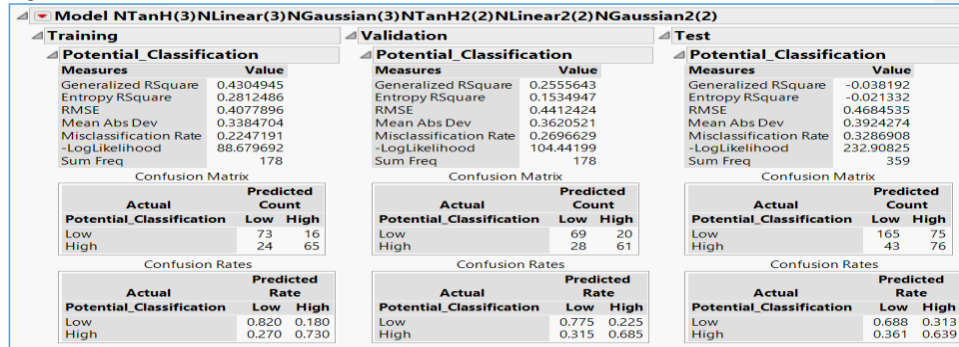 Model NTanH(3)NLinear(3)NGaussian(3)NTanH2(2)NLinear2(2)NGaussian2(2)
Training
Potential_Classification
Measures Value
Generalized RSquare 0.4304945
Entropy RSquare 0.2812486
RMSE 0.4077896
Mean Abs Dev 0.3384704
Misclassification Rate 0.2247191
-LogLikelihood 88.679692
Sum Freq 178
Confusion Matrix
Predicted
Actual Count
Potential_Classification Low High
Low 73 16
High 24 65
Confusion Rates
Predicted
Actual Rate
Potential_Classification Low High
Low 0.820 0.180
High 0.270 0.730
Validation
Potential_Classification
Measures Value
Generalized RSquare 0.2555643
Entropy RSquare 0.1534947
RMSE 0.4412424
Mean Abs Dev 0.3620521
Misclassification Rate 0.2696629
-LogLikelihood 104.44199
Sum Freq 178
Confusion Matrix
Predicted
Actual Count
Potential_Classification Low High
Low 69 20
High 28 61
Confusion Rates
Predicted
Actual Rate
Potential_Classification Low High
Low 0.775 0.225
High 0.315 0.685
Test
Potential_Classification
Measures Value
Generalized RSquare -0.038192
Entropy RSquare -0.021332
RMSE 0.4684535
Mean Abs Dev 0.3924274
Misclassification Rate 0.3286908
-LogLikelihood 232.90825
Sum Freq 359
Confusion Matrix
Predicted
Actual Count
Potential_Classification Low High
Low 165 75
High 43 76
Confusion Rates
Predicted
Actual Rate
Potential_Classification Low High
Low 0.688 0.313
High 0.361 0.639